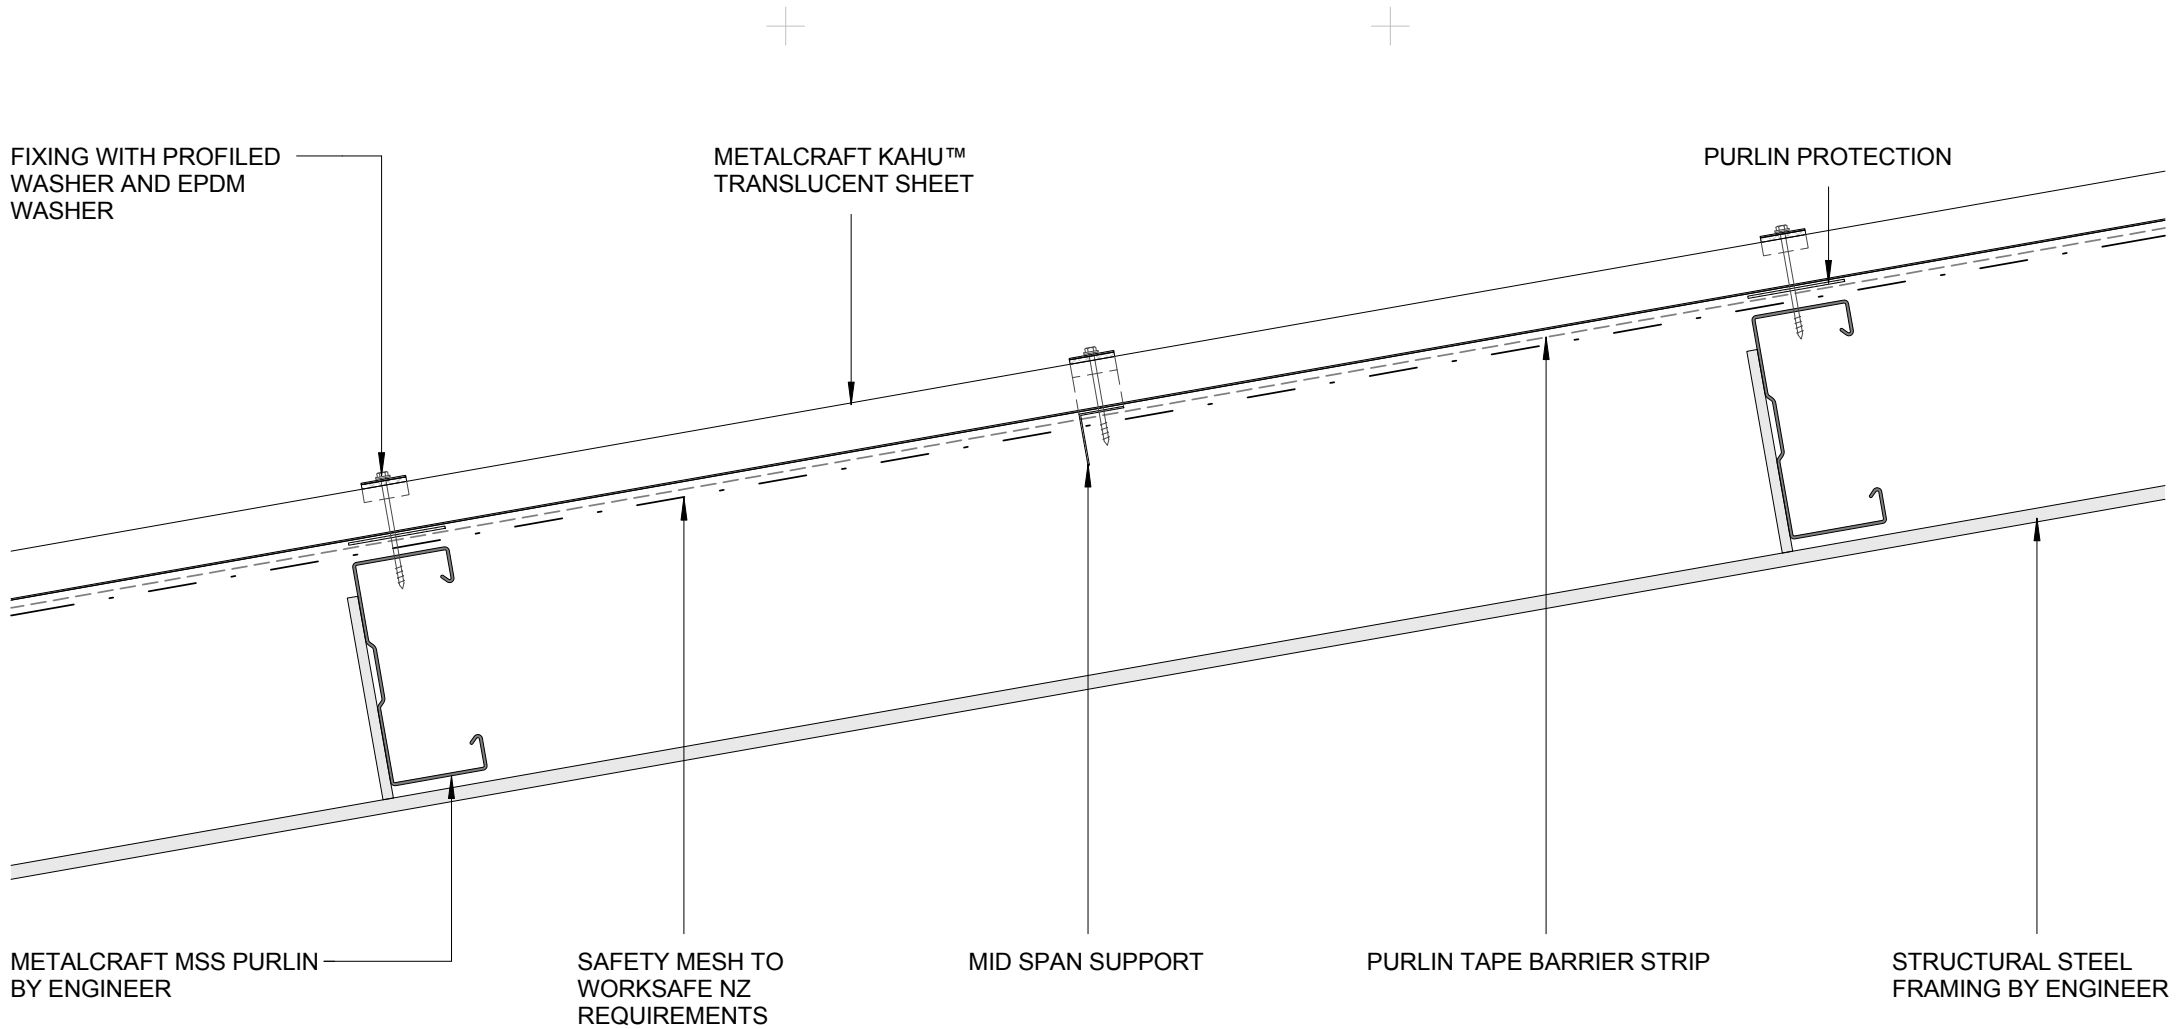 FIXING WITH PROFILED
WASHER AND EPDM
WASHER
METALCRAFT KAHU™
TRANSLUCENT SHEET
PURLIN PROTECTION
METALCRAFT MSS PURLIN
BY ENGINEER
SAFETY MESH TO
WORKSAFE NZ
REQUIREMENTS
MID SPAN SUPPORT
PURLIN TAPE BARRIER STRIP
STRUCTURAL STEEL
FRAMING BY ENGINEER